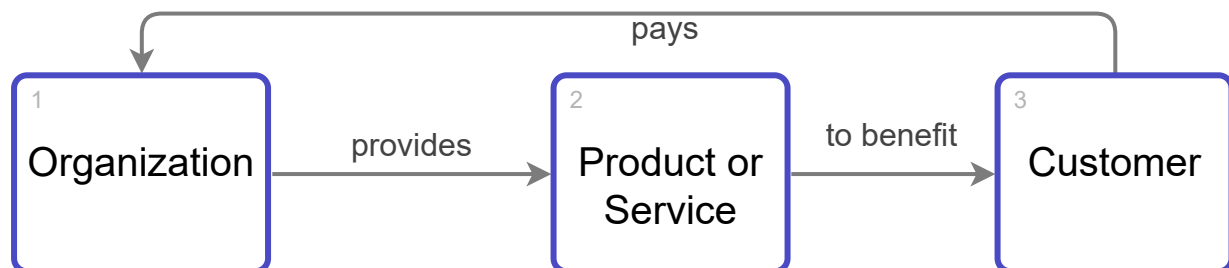 pays
1
Organization
provides
2
Product or
Service
to benefit
3
Customer